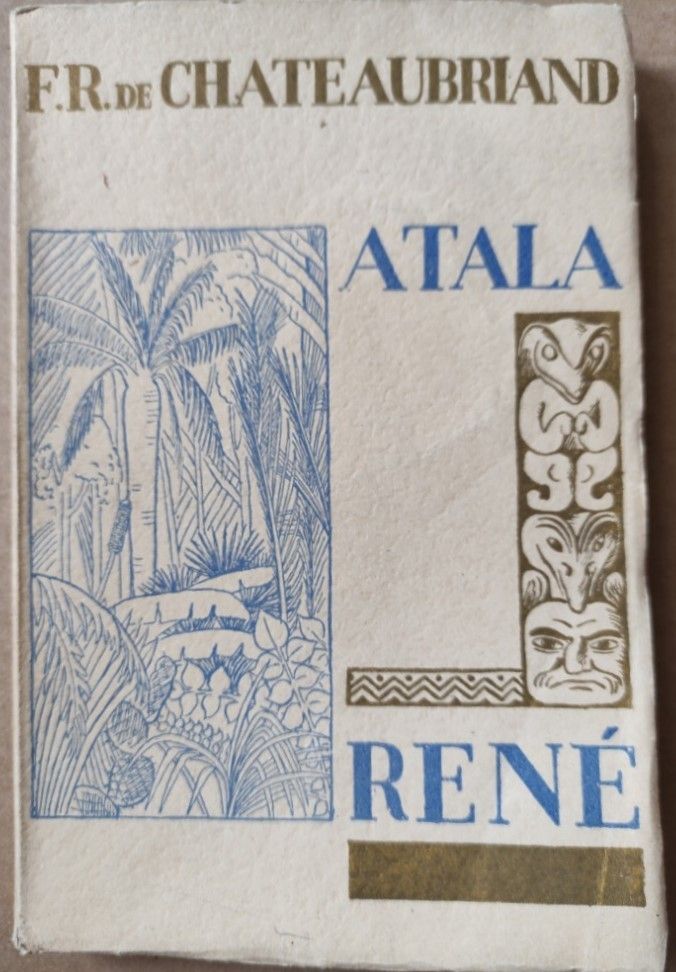 F.R. DE CHATEAUBRIAND
ATALA
RENÉ